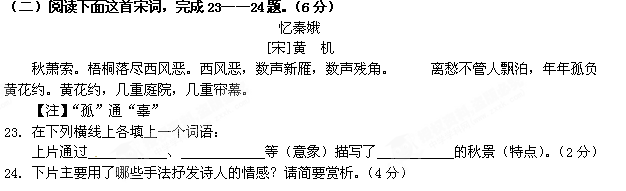 （二）阅读下面这首宋词，完成23——24题。（6分）
忆秦娥
[宋]黄　机
秋萧索。梧桐落尽西风恶。西风恶，数声新雁，数声残角。　　离愁不管人飘泊，年年孤负
黄花约。黄花约，几重庭院，几重帘幕。
【注】“孤”通“辜”
23. 在下列横线上各填上一个词语：
上片通过__________、__________等（意象）描写了__________的秋景（特点）。（2分）
24. 下片主要用了哪些手法抒发诗人的情感？请简要赏析。（4分）